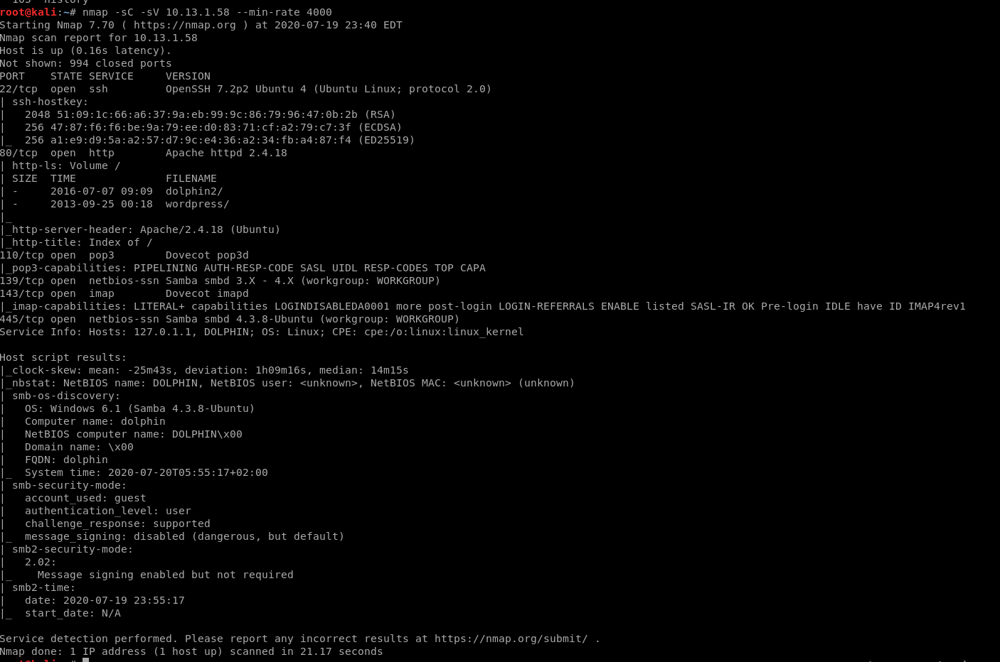 105  history
root@kali:~# nmap -sC -sV 10.13.1.58 --min-rate 4000
Starting Nmap 7.70 ( https://nmap.org ) at 2020-07-19 23:40 EDT
Nmap scan report for 10.13.1.58
Host is up (0.16s latency).
Not shown: 994 closed ports
PORT    STATE SERVICE     VERSION
22/tcp  open  ssh         OpenSSH 7.2p2 Ubuntu 4 (Ubuntu Linux; protocol 2.0)
| ssh-hostkey:
|   2048 51:09:1c:66:a6:37:9a:eb:99:9c:86:79:96:47:0b:2b (RSA)
|   256 47:87:f6:f6:be:9a:79:ee:d0:83:71:cf:a2:79:c7:3f (ECDSA)
|_  256 a1:e9:d9:5a:a2:57:d7:9c:e4:36:a2:34:fb:a4:87:f4 (ED25519)
80/tcp  open  http        Apache httpd 2.4.18
| http-ls: Volume /
| SIZE  TIME              FILENAME
| -     2016-07-07 09:09  dolphin2/
| -     2013-09-25 00:18  wordpress/
|_
|_http-server-header: Apache/2.4.18 (Ubuntu)
|_http-title: Index of /
110/tcp open  pop3        Dovecot pop3d
|_pop3-capabilities: PIPELINING AUTH-RESP-CODE SASL UIDL RESP-CODES TOP CAPA
139/tcp open  netbios-ssn Samba smbd 3.X - 4.X (workgroup: WORKGROUP)
143/tcp open  imap        Dovecot imapd
|_imap-capabilities: LITERAL+ capabilities LOGINDISABLEDA0001 more post-login LOGIN-REFERRALS ENABLE listed SASL-IR OK Pre-login IDLE have ID IMAP4rev1
445/tcp open  netbios-ssn Samba smbd 4.3.8-Ubuntu (workgroup: WORKGROUP)
Service Info: Hosts: 127.0.1.1, DOLPHIN; OS: Linux; CPE: cpe:/o:linux:linux_kernel
Host script results:
|_clock-skew: mean: -25m43s, deviation: 1h09m16s, median: 14m15s
|_nbstat: NetBIOS name: DOLPHIN, NetBIOS user: <unknown>, NetBIOS MAC: <unknown> (unknown)
| smb-os-discovery:
|   OS: Windows 6.1 (Samba 4.3.8-Ubuntu)
|   Computer name: dolphin
|   NetBIOS computer name: DOLPHIN\x00
|   Domain name: \x00
|   FQDN: dolphin
|_  System time: 2020-07-20T05:55:17+02:00
| smb-security-mode:
|   account_used: guest
|   authentication_level: user
|   challenge_response: supported
|_  message_signing: disabled (dangerous, but default)
| smb2-security-mode:
|   2.02:
|_    Message signing enabled but not required
| smb2-time:
|   date: 2020-07-19 23:55:17
|_  start_date: N/A
Service detection performed. Please report any incorrect results at https://nmap.org/submit/ .
Nmap done: 1 IP address (1 host up) scanned in 21.17 seconds
root@kali:~#